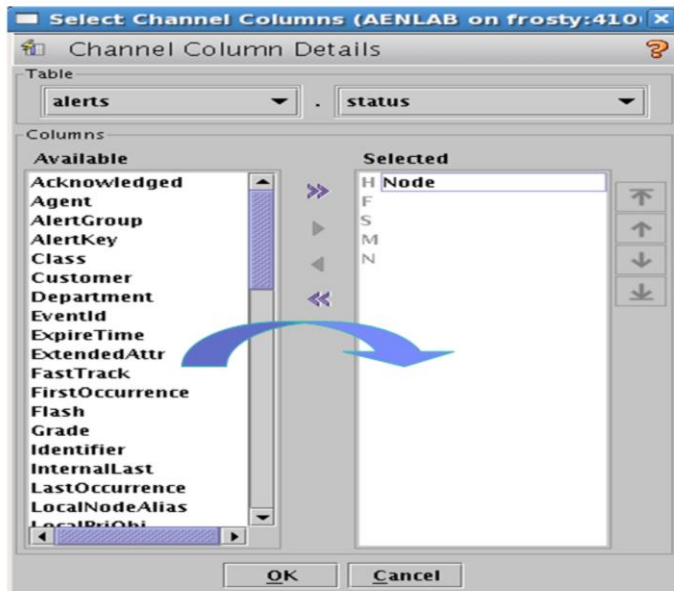 Select Channel Columns (AENLAB on frosty:410
Channel Column Details
Table
alerts . status
Columns
Available
Acknowledged
Agent
AlertGroup
AlertKey
Class
Customer
Department
EventId
ExpireTime
ExtendedAttr
FastTrack
FirstOccurrence
Flash
Grade
Identifier
InternalLast
LastOccurrence
LocalNodeAlias
LocalPriObj
Selected
H Node
F
S
M
N
OK Cancel